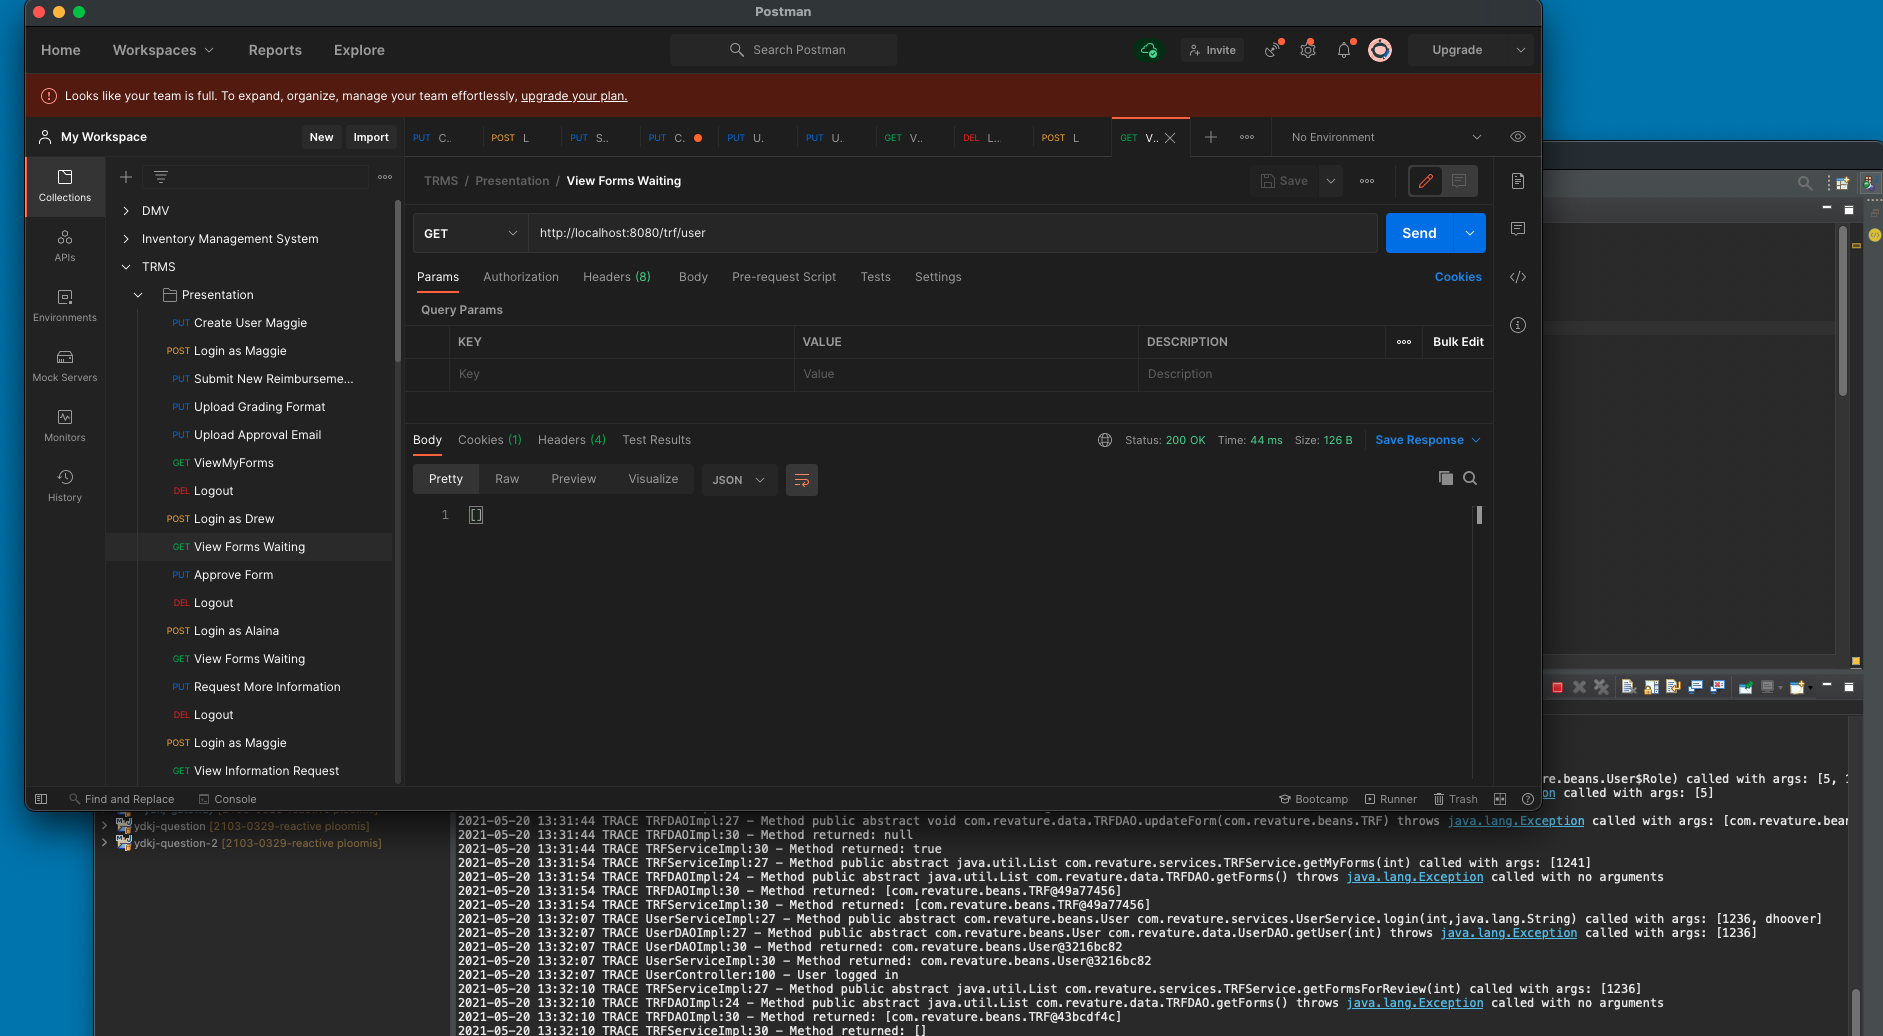 Postman
Home Workspaces Reports Explore Search Postman Invite Upgrade
Looks like your team is full. To expand, organize, manage your team effortlessly, upgrade your plan.
My Workspace New Import
PUT C.. POST L PUT S.. PUT C. PUT U. PUT U.. GET V.. DEL L... POST L GET V.. No Environment
Collections
APIs
Environments
Mock Servers
Monitors
History
DMV
Inventory Management System
TRMS
Presentation
PUT Create User Maggie
POST Login as Maggie
PUT Submit New Reimburseme...
PUT Upload Grading Format
PUT Upload Approval Email
GET ViewMyForms
DEL Logout
POST Login as Drew
GET View Forms Waiting
PUT Approve Form
DEL Logout
POST Login as Alaina
GET View Forms Waiting
PUT Request More Information
DEL Logout
POST Login as Maggie
GET View Information Request
TRMS / Presentation / View Forms Waiting Save
GET http://localhost:8080/trf/user Send
Params Authorization Headers (8) Body Pre-request Script Tests Settings Cookies
Query Params
KEY VALUE DESCRIPTION Bulk Edit
Key Value Description
Body Cookies (1) Headers (4) Test Results Status: 200 OK Time: 44 ms Size: 126 B Save Response
Pretty Raw Preview Visualize JSON
1 []
Find and Replace Console Bootcamp Runner Trash
re.beans.User$Role) called with args: [5, 1
on called with args: [5]
ydkj-question [2103-0329-reactive ploomis]
ydkj-question-2 [2103-0329-reactive ploomis]
2021-05-20 13:31:44 TRACE TRFDAOImpl:27 - Method public abstract void com.revature.data.TRFDAO.updateForm(com.revature.beans.TRF) throws java.lang.Exception called with args: [com.revature.bean
2021-05-20 13:31:44 TRACE TRFDAOImpl:30 - Method returned: null
2021-05-20 13:31:44 TRACE TRFServiceImpl:30 - Method returned: true
2021-05-20 13:31:54 TRACE TRFServiceImpl:27 - Method public abstract java.util.List com.revature.services.TRFService.getMyForms(int) called with args: [1241]
2021-05-20 13:31:54 TRACE TRFDAOImpl:24 - Method public abstract java.util.List com.revature.data.TRFDAO.getForms() throws java.lang.Exception called with no arguments
2021-05-20 13:31:54 TRACE TRFDAOImpl:30 - Method returned: [com.revature.beans.TRF@49a77456]
2021-05-20 13:31:54 TRACE TRFServiceImpl:30 - Method returned: [com.revature.beans.TRF@49a77456]
2021-05-20 13:32:07 TRACE UserServiceImpl:27 - Method public abstract com.revature.beans.User com.revature.services.UserService.login(int,java.lang.String) called with args: [1236, dhoover]
2021-05-20 13:32:07 TRACE UserDAOImpl:27 - Method public abstract com.revature.beans.User com.revature.data.UserDAO.getUser(int) throws java.lang.Exception called with args: [1236]
2021-05-20 13:32:07 TRACE UserDAOImpl:30 - Method returned: com.revature.beans.User@3216bc82
2021-05-20 13:32:07 TRACE UserServiceImpl:30 - Method returned: com.revature.beans.User@3216bc82
2021-05-20 13:32:07 TRACE UserController:100 - User logged in
2021-05-20 13:32:10 TRACE TRFServiceImpl:27 - Method public abstract java.util.List com.revature.services.TRFService.getFormsForReview(int) called with args: [1236]
2021-05-20 13:32:10 TRACE TRFDAOImpl:24 - Method public abstract java.util.List com.revature.data.TRFDAO.getForms() throws java.lang.Exception called with no arguments
2021-05-20 13:32:10 TRACE TRFDAOImpl:30 - Method returned: [com.revature.beans.TRF@43bcdf4c]
2021-05-20 13:32:10 TRACE TRFServiceImpl:30 - Method returned: []